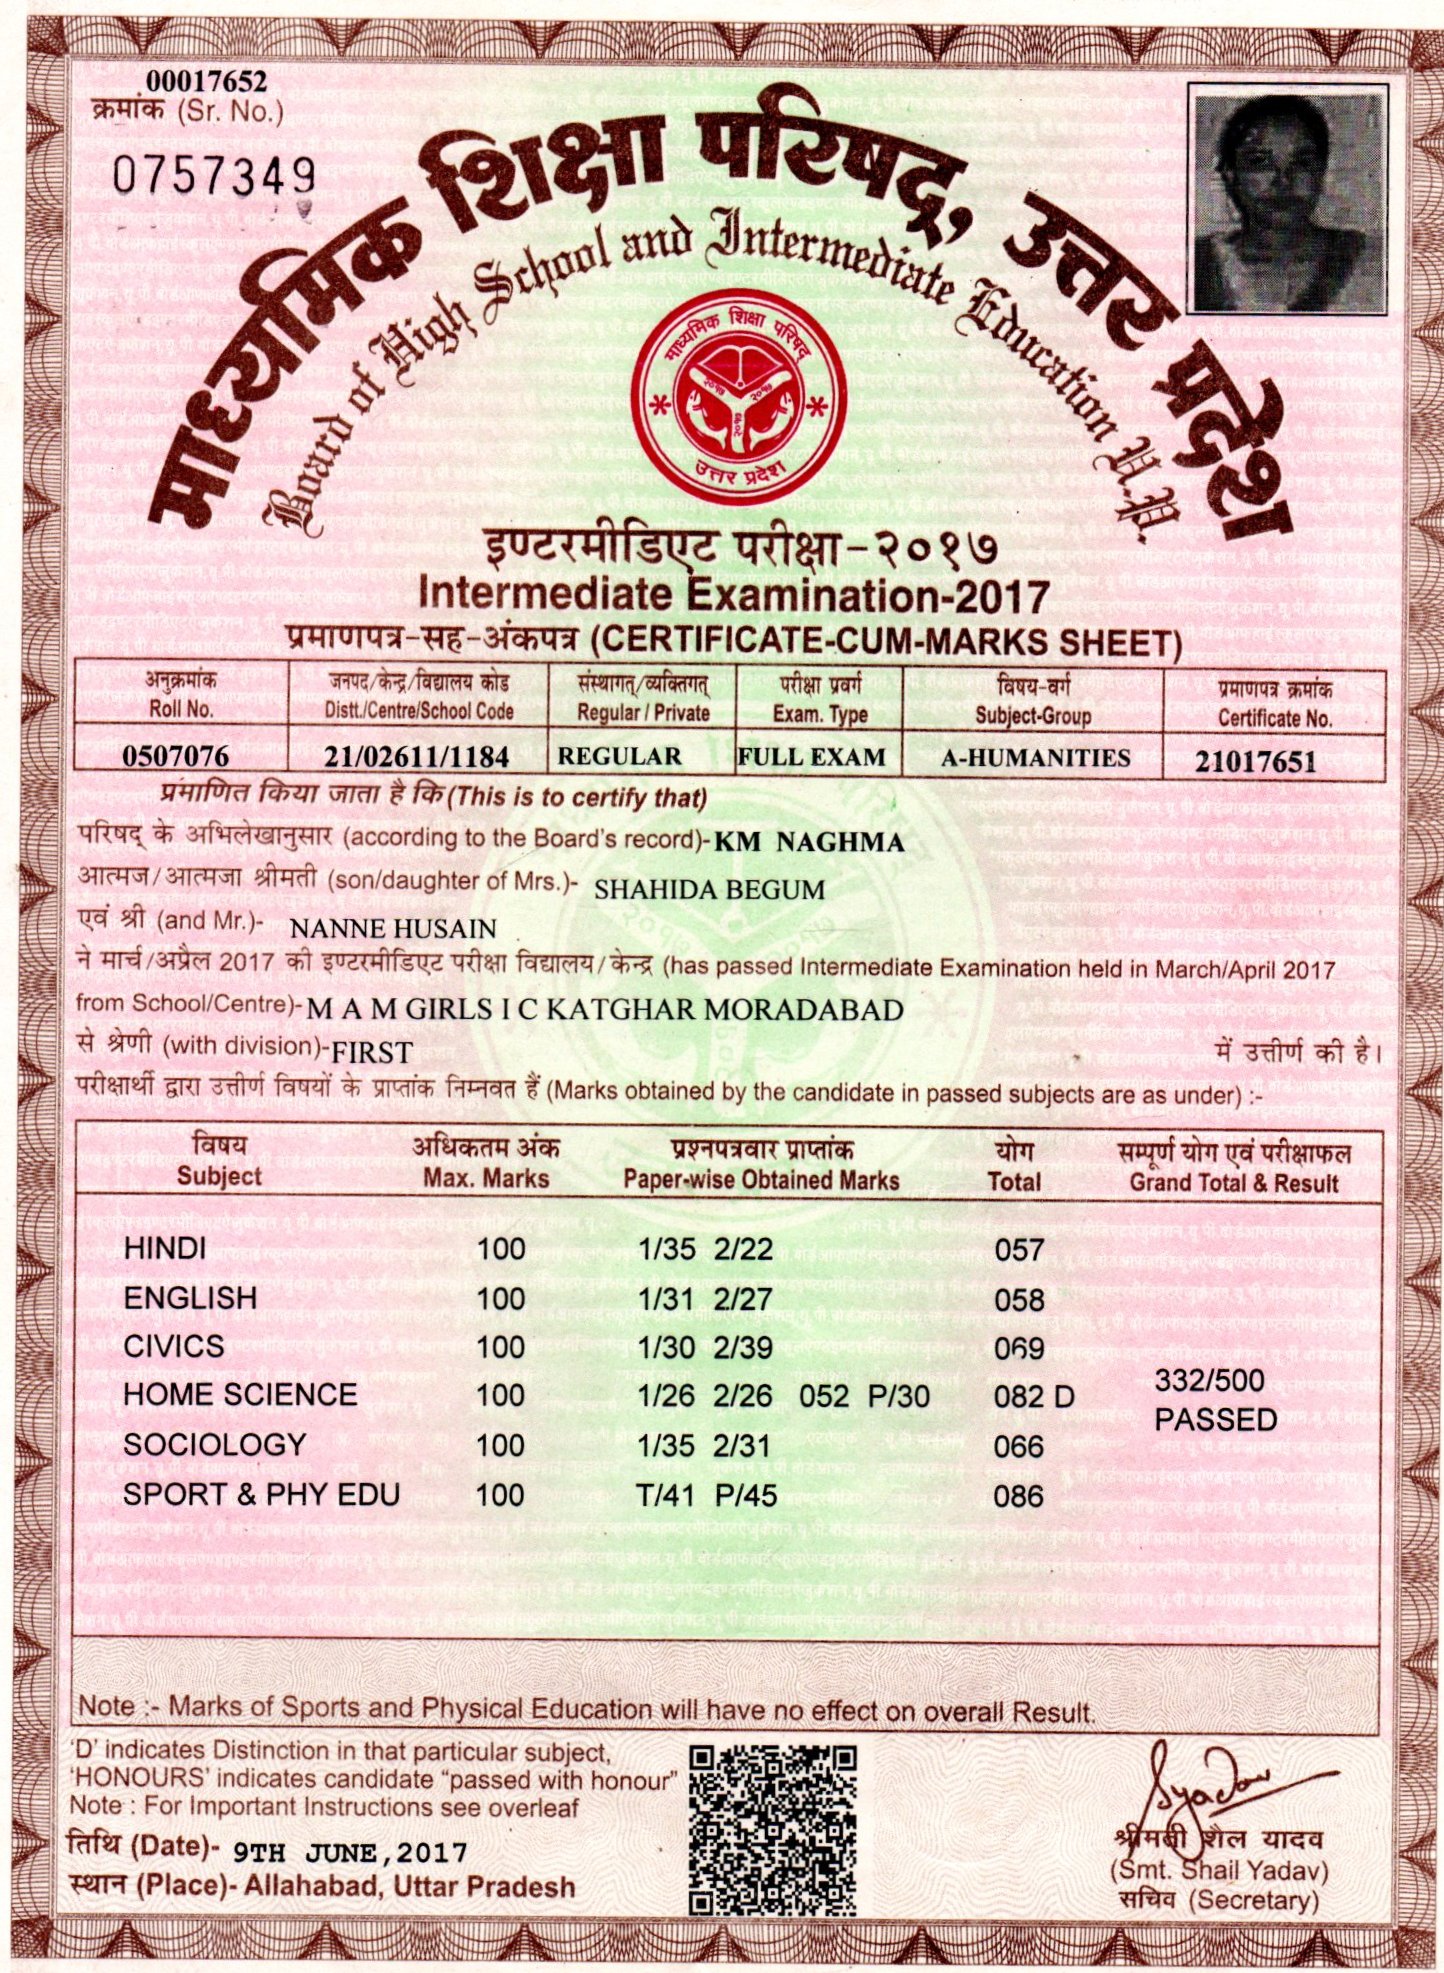 00017652
क्रमांक (Sr. No.)
0757349
माध्यमिक शिक्षा परिषद्, उत्तर प्रदेश
Board of High School and Intermediate Education U.P.
माध्यमिक शिक्षा परिषद्
२०१७ २०१७
२०१७
उत्तर प्रदेश
इण्टरमीडिएट परीक्षा-२०१७
Intermediate Examination-2017
प्रमाणपत्र-सह-अंकपत्र (CERTIFICATE-CUM-MARKS SHEET)
अनुक्रमांक जनपद/केन्द्र/विद्यालय कोड संस्थागत्/व्यक्तिगत् परीक्षा प्रवर्ग विषय-वर्ग प्रमाणपत्र क्रमांक
Roll No. Distt./Centre/School Code Regular / Private Exam. Type Subject-Group Certificate No.
0507076 21/02611/1184 REGULAR FULL EXAM A-HUMANITIES 21017651
प्रमाणित किया जाता है कि (This is to certify that)
परिषद् के अभिलेखानुसार (according to the Board's record)- KM NAGHMA
आत्मज/आत्मजा श्रीमती (son/daughter of Mrs.)- SHAHIDA BEGUM
एवं श्री (and Mr.)- NANNE HUSAIN
ने मार्च/अप्रैल 2017 की इण्टरमीडिएट परीक्षा विद्यालय/केन्द्र (has passed Intermediate Examination held in March/April 2017
from School/Centre)- M A M GIRLS I C KATGHAR MORADABAD
से श्रेणी (with division)- FIRST में उत्तीर्ण की है।
परीक्षार्थी द्वारा उत्तीर्ण विषयों के प्राप्तांक निम्नवत हैं (Marks obtained by the candidate in passed subjects are as under) :-
विषय अधिकतम अंक प्रश्नपत्रवार प्राप्तांक योग सम्पूर्ण योग एवं परीक्षाफल
Subject Max. Marks Paper-wise Obtained Marks Total Grand Total & Result
HINDI 100 1/35 2/22 057
ENGLISH 100 1/31 2/27 058
CIVICS 100 1/30 2/39 069
HOME SCIENCE 100 1/26 2/26 052 P/30 082 D 332/500
PASSED
SOCIOLOGY 100 1/35 2/31 066
SPORT & PHY EDU 100 T/41 P/45 086
Note :- Marks of Sports and Physical Education will have no effect on overall Result.
'D' indicates Distinction in that particular subject,
'HONOURS' indicates candidate "passed with honour"
Note : For Important Instructions see overleaf
तिथि (Date)- 9TH JUNE,2017
स्थान (Place)- Allahabad, Uttar Pradesh
Syadav
श्रीमती शैल यादव
(Smt. Shail Yadav)
सचिव (Secretary)